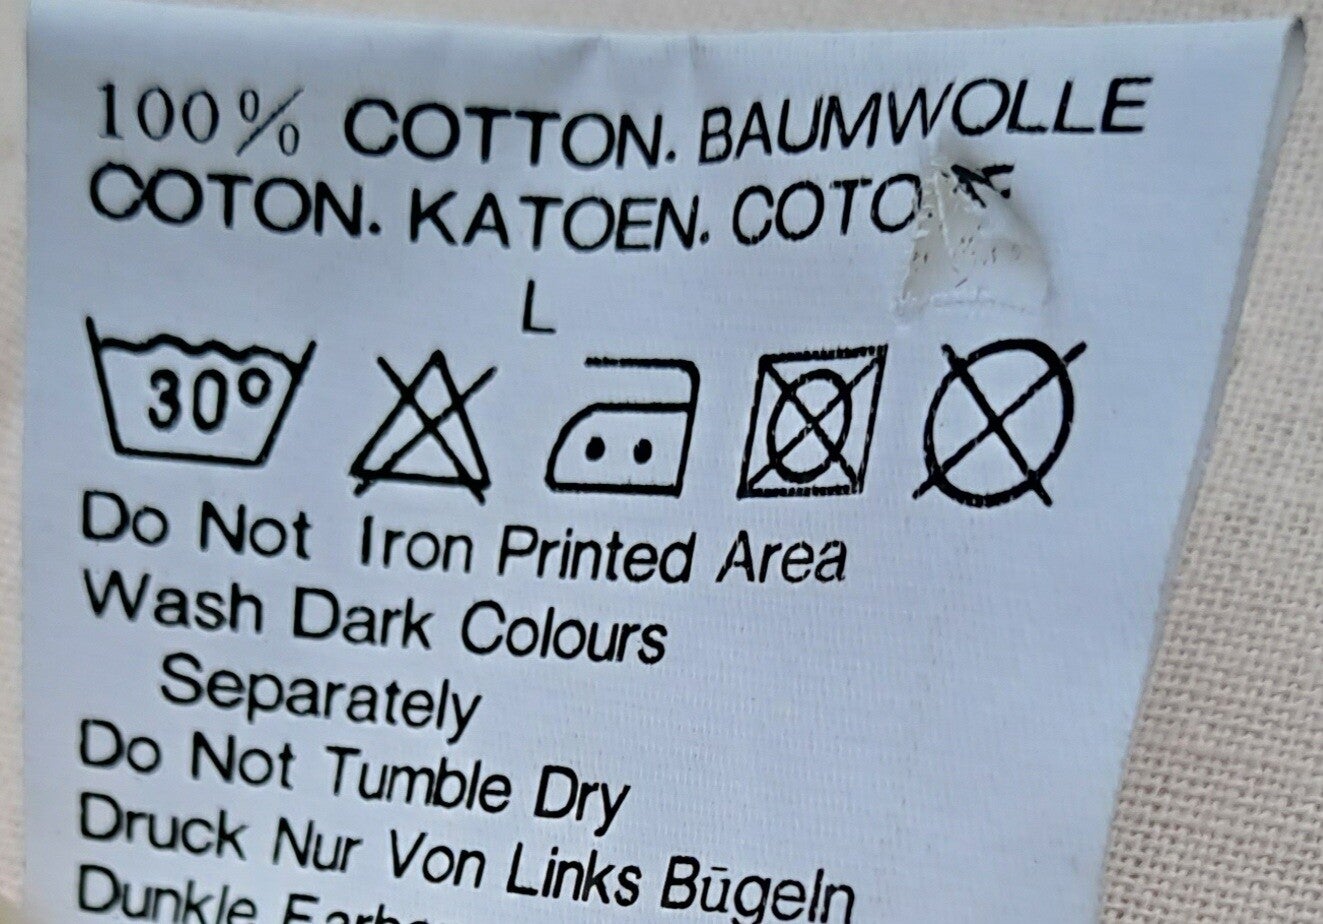 100% COTTON. BAUMWOLLE
COTON. KATOEN.
L
30°
Do Not Iron Printed Area
Wash Dark Colours
Separately
Do Not Tumble Dry
Druck Nur Von Links Bügeln
Dunkle